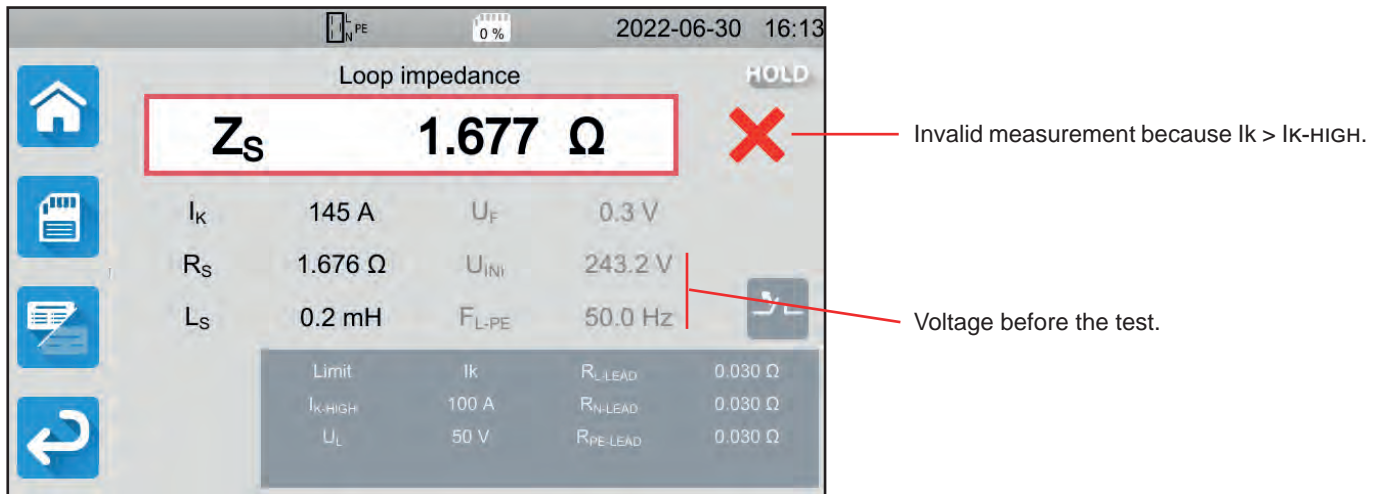 L N PE 0 % 2022-06-30 16:13
Loop impedance HOLD
ZS 1.677 Ω
Invalid measurement because Ik > IK-HIGH.
IK 145 A UF 0.3 V
RS 1.676 Ω UINI 243.2 V
LS 0.2 mH FL-PE 50.0 Hz
Voltage before the test.
Limit Ik RL-LEAD 0.030 Ω
IK-HIGH 100 A RN-LEAD 0.030 Ω
UL 50 V RPE-LEAD 0.030 Ω